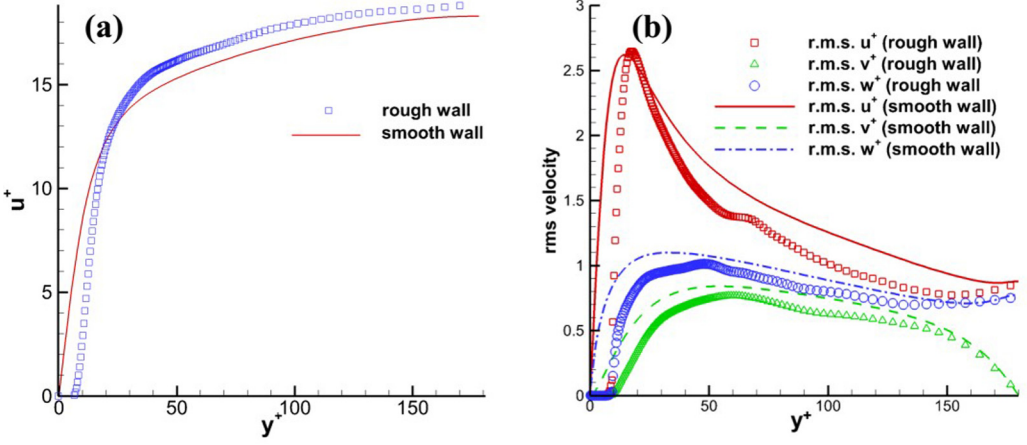 (a)
15
10
5
0
u+
0
50
100
150
y+
rough wall
smooth wall
(b)
3
2.5
2
1.5
1
0.5
0
rms velocity
0
50
100
150
y+
r.m.s. u+ (rough wall)
r.m.s. v+ (rough wall)
r.m.s. w+ (rough wall
r.m.s. u+ (smooth wall)
r.m.s. v+ (smooth wall)
r.m.s. w+ (smooth wall)